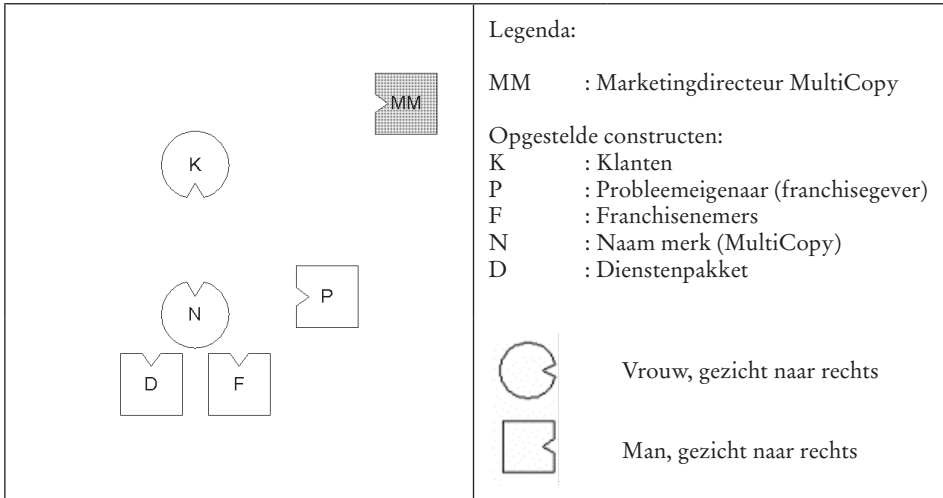 MM
K
P
N
D F
Legenda:
MM : Marketingdirecteur MultiCopy
Opgestelde constructen:
K : Klanten
P : Probleemeigenaar (franchisegever)
F : Franchisenemers
N : Naam merk (MultiCopy)
D : Dienstenpakket
Vrouw, gezicht naar rechts
Man, gezicht naar rechts